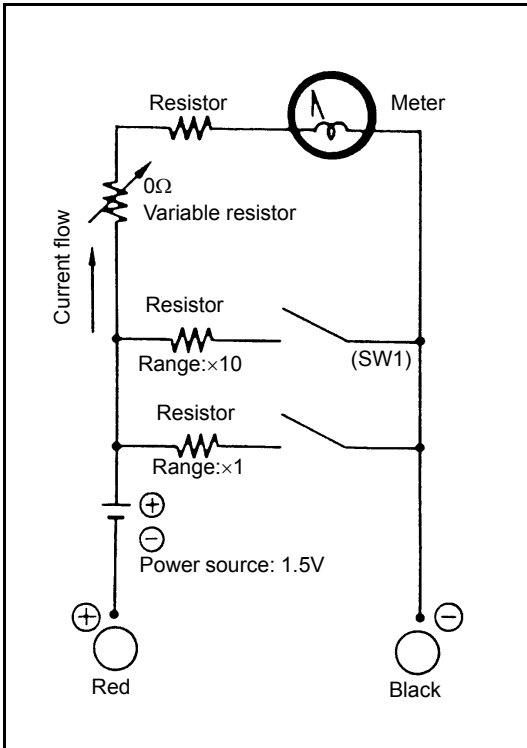 Resistor
Meter
0Ω
Variable resistor
Current flow
Resistor
Range:×10
(SW1)
Resistor
Range:×1
+
−
Power source: 1.5V
+
−
Red
Black